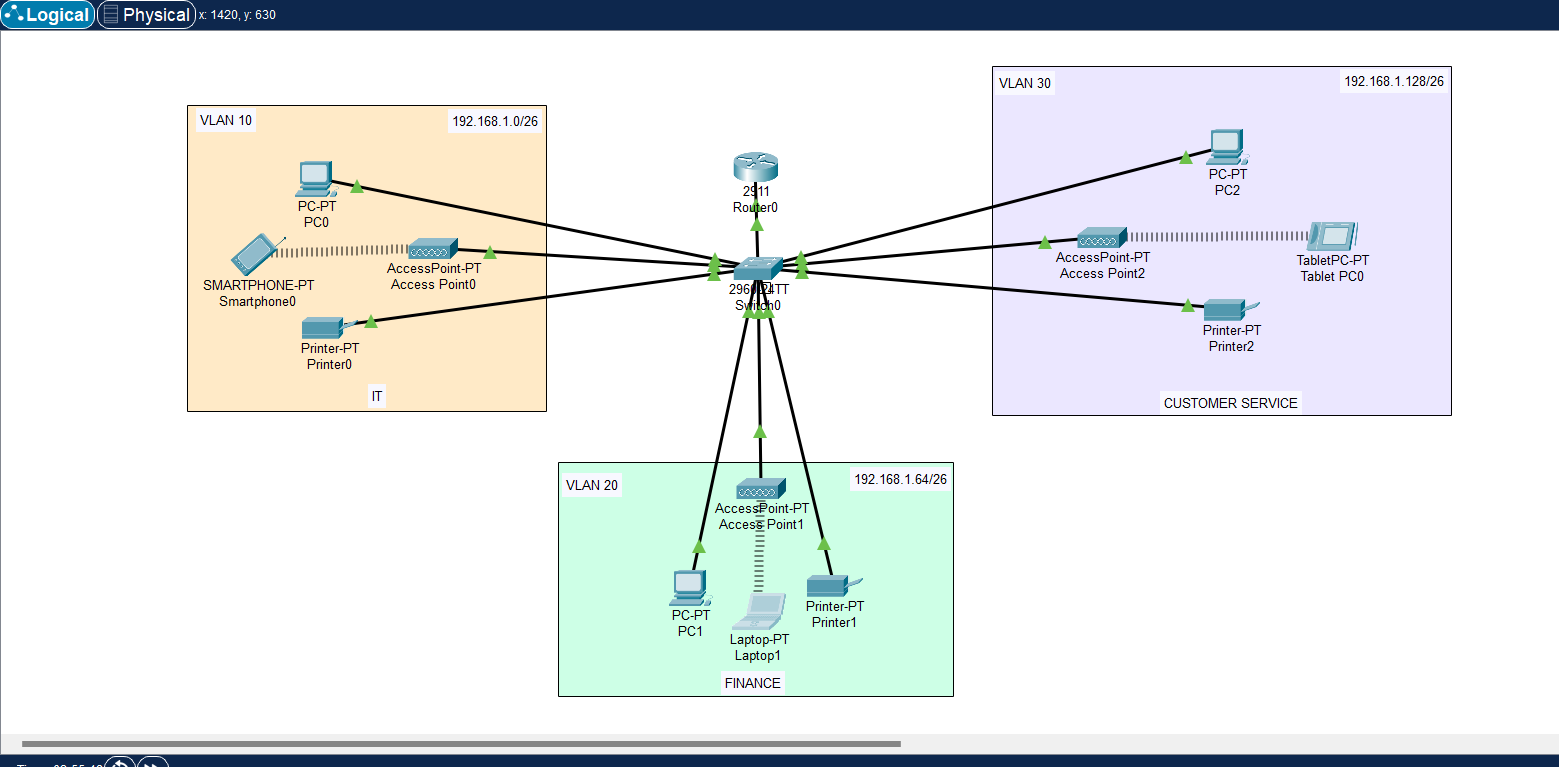 Logical Physical x: 1420, y: 630
VLAN 10
192.168.1.0/26
PC-PT
PC0
SMARTPHONE-PT
Smartphone0
AccessPoint-PT
Access Point0
Printer-PT
Printer0
IT
2911
Router0
2960-24TT
Switch0
VLAN 30
192.168.1.128/26
PC-PT
PC2
AccessPoint-PT
Access Point2
TabletPC-PT
Tablet PC0
Printer-PT
Printer2
CUSTOMER SERVICE
VLAN 20
192.168.1.64/26
AccessPoint-PT
Access Point1
PC-PT
PC1
Laptop-PT
Laptop1
Printer-PT
Printer1
FINANCE